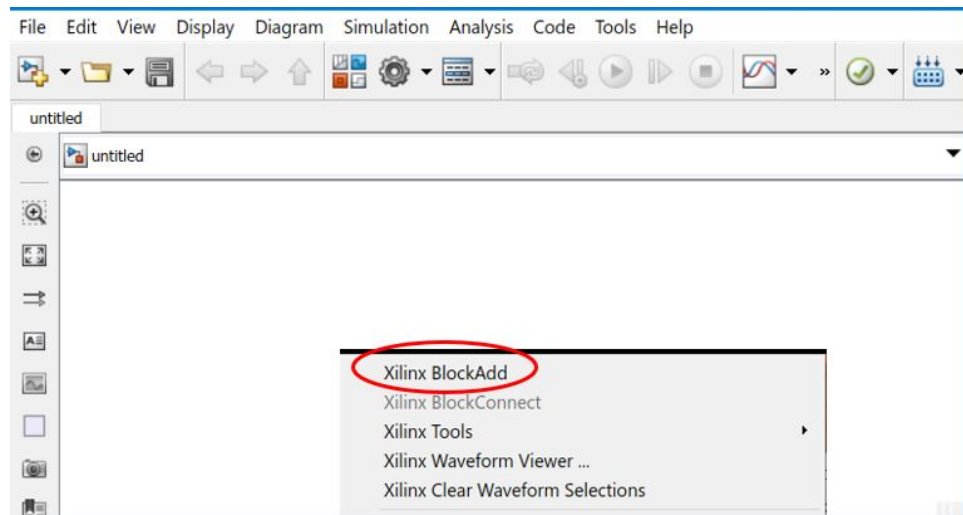 File Edit View Display Diagram Simulation Analysis Code Tools Help
»
untitled
untitled
Xilinx BlockAdd
Xilinx BlockConnect
Xilinx Tools
Xilinx Waveform Viewer ...
Xilinx Clear Waveform Selections